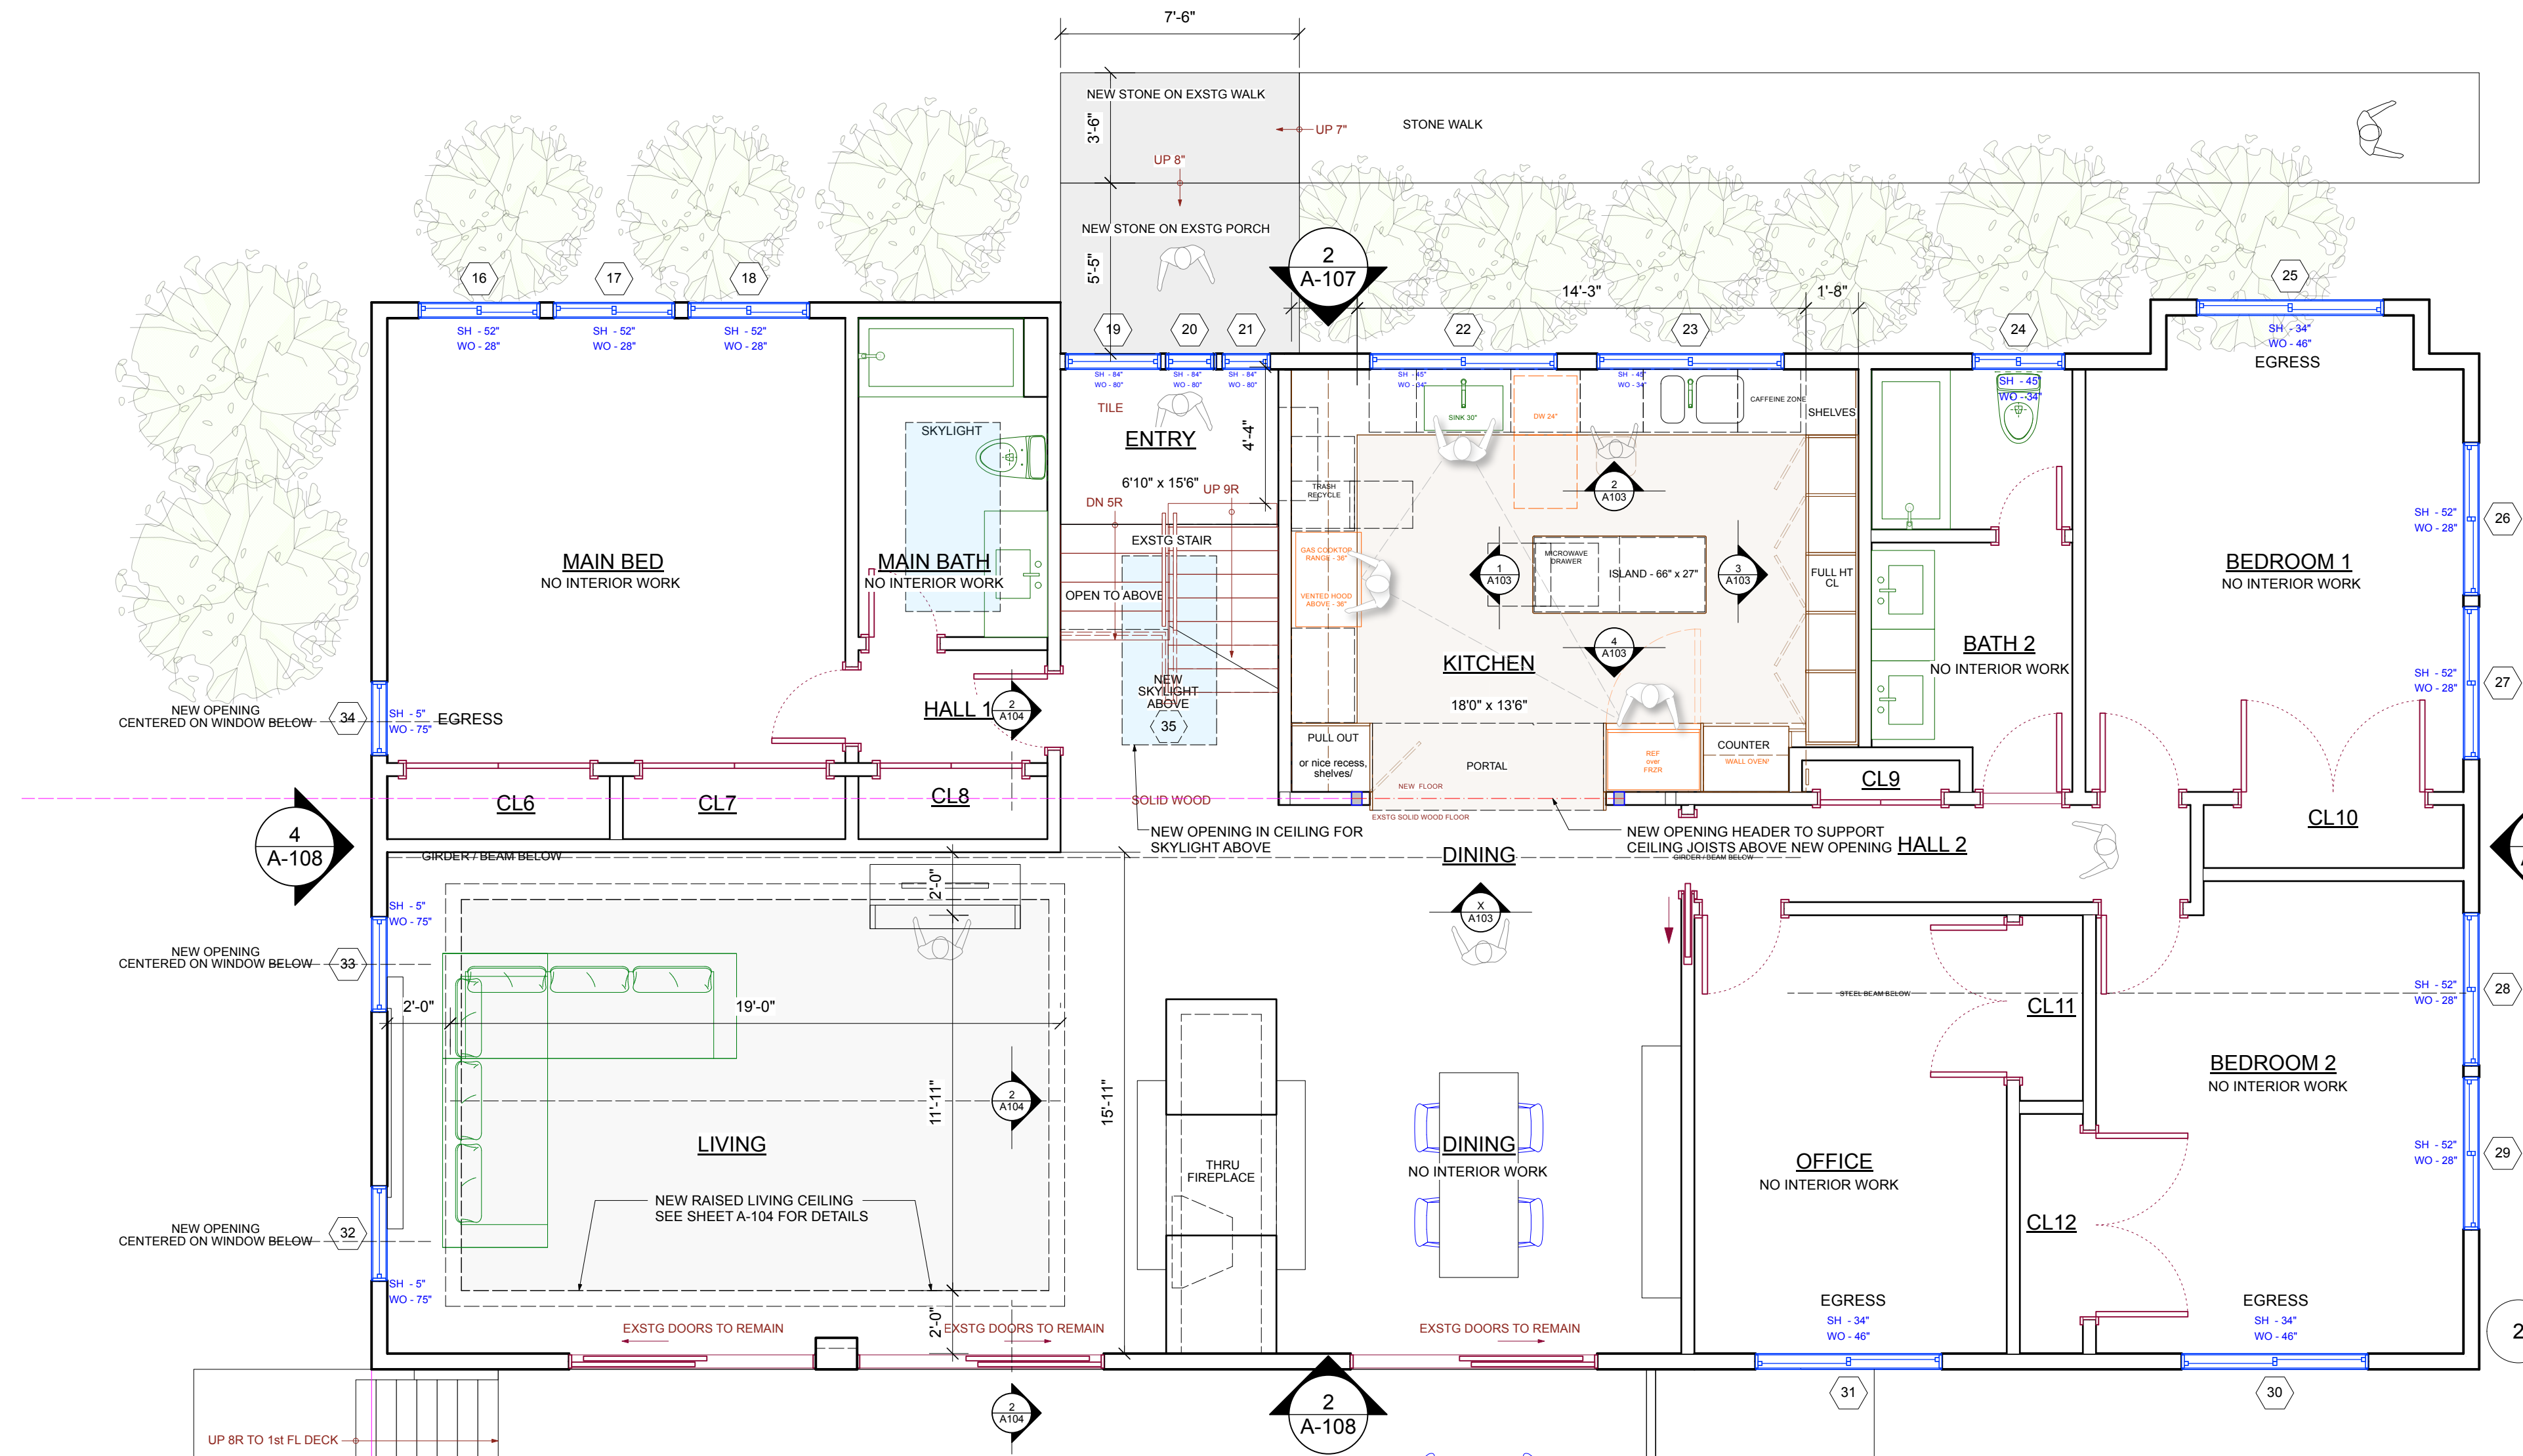 7'-6"
NEW STONE ON EXSTG WALK
3'-6"
UP 7"
STONE WALK
UP 8"
NEW STONE ON EXSTG PORCH
5'-5"
2
A-107
14'-3"
1'-8"
16
17
18
19
20
21
22
23
24
25
SH - 52"
WO - 28"
SH - 52"
WO - 28"
SH - 52"
WO - 28"
SH - 84"
WO - 80"
SH - 84"
WO - 80"
SH - 84"
WO - 80"
SH - 45"
WO - 34"
SH - 45"
WO - 34"
SH - 45"
WO - 34"
SH - 34"
WO - 46"
EGRESS
TILE
ENTRY
4'-4"
6'10" x 15'6"
UP 9R
DN 5R
EXSTG STAIR
OPEN TO ABOVE
NEW
SKYLIGHT
ABOVE
35
SKYLIGHT
MAIN BED
NO INTERIOR WORK
MAIN BATH
NO INTERIOR WORK
HALL 1
2
A104
SINK 30"
DW 24"
CAFFEINE ZONE
SHELVES
TRASH
RECYCLE
2
A103
GAS COOKTOP
RANGE - 36"
VENTED HOOD
ABOVE - 36"
1
A103
MICROWAVE
DRAWER
ISLAND - 66" x 27"
3
A103
FULL HT
CL
4
A103
KITCHEN
18'0" x 13'6"
PULL OUT
or nice recess,
shelves/
PORTAL
REF
over
FRZR
COUNTER
WALL OVEN?
NEW FLOOR
EXSTG SOLID WOOD FLOOR
BATH 2
NO INTERIOR WORK
BEDROOM 1
NO INTERIOR WORK
SH - 52"
WO - 28"
26
SH - 52"
WO - 28"
27
NEW OPENING
CENTERED ON WINDOW BELOW
34
SH - 5"
WO - 75"
EGRESS
CL6
CL7
CL8
CL9
CL10
4
A-108
SOLID WOOD
NEW OPENING IN CEILING FOR
SKYLIGHT ABOVE
NEW OPENING HEADER TO SUPPORT
CEILING JOISTS ABOVE NEW OPENING
HALL 2
GIRDER / BEAM BELOW
DINING
GIRDER / BEAM BELOW
X
A103
2'-0"
SH - 5"
WO - 75"
NEW OPENING
CENTERED ON WINDOW BELOW
33
2'-0"
19'-0"
11'-11"
15'-11"
2
A104
LIVING
NEW RAISED LIVING CEILING
SEE SHEET A-104 FOR DETAILS
THRU
FIREPLACE
DINING
NO INTERIOR WORK
STEEL BEAM BELOW
CL11
OFFICE
NO INTERIOR WORK
CL12
BEDROOM 2
NO INTERIOR WORK
SH - 52"
WO - 28"
28
SH - 52"
WO - 28"
29
NEW OPENING
CENTERED ON WINDOW BELOW
32
SH - 5"
WO - 75"
2'-0"
EXSTG DOORS TO REMAIN
EXSTG DOORS TO REMAIN
EXSTG DOORS TO REMAIN
EGRESS
SH - 34"
WO - 46"
EGRESS
SH - 34"
WO - 46"
2
31
30
2
A104
2
A-108
UP 8R TO 1st FL DECK